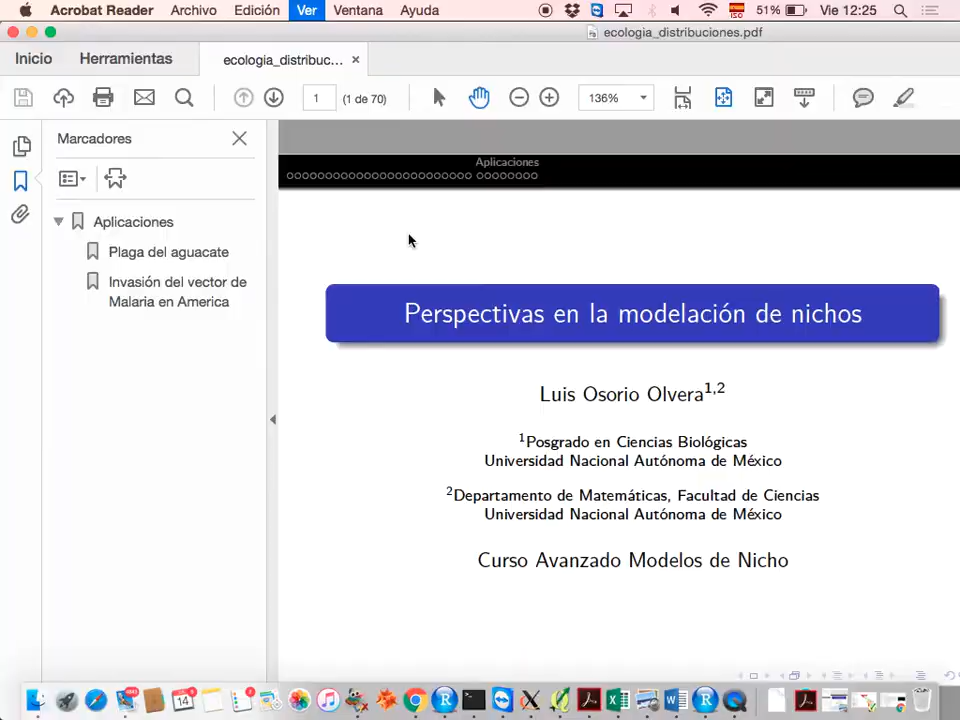 Acrobat Reader Archivo Edición Ver Ventana Ayuda 51% Vie 12:25
ISO
ecologia_distribuciones.pdf
Inicio Herramientas ecologia_distribuc... ×
1 (1 de 70) 136%
Marcadores
Aplicaciones
Plaga del aguacate
Invasión del vector de
Malaria en America
Aplicaciones
Perspectivas en la modelación de nichos
Luis Osorio Olvera1,2
1Posgrado en Ciencias Biológicas
Universidad Nacional Autónoma de México
2Departamento de Matemáticas, Facultad de Ciencias
Universidad Nacional Autónoma de México
Curso Avanzado Modelos de Nicho
14